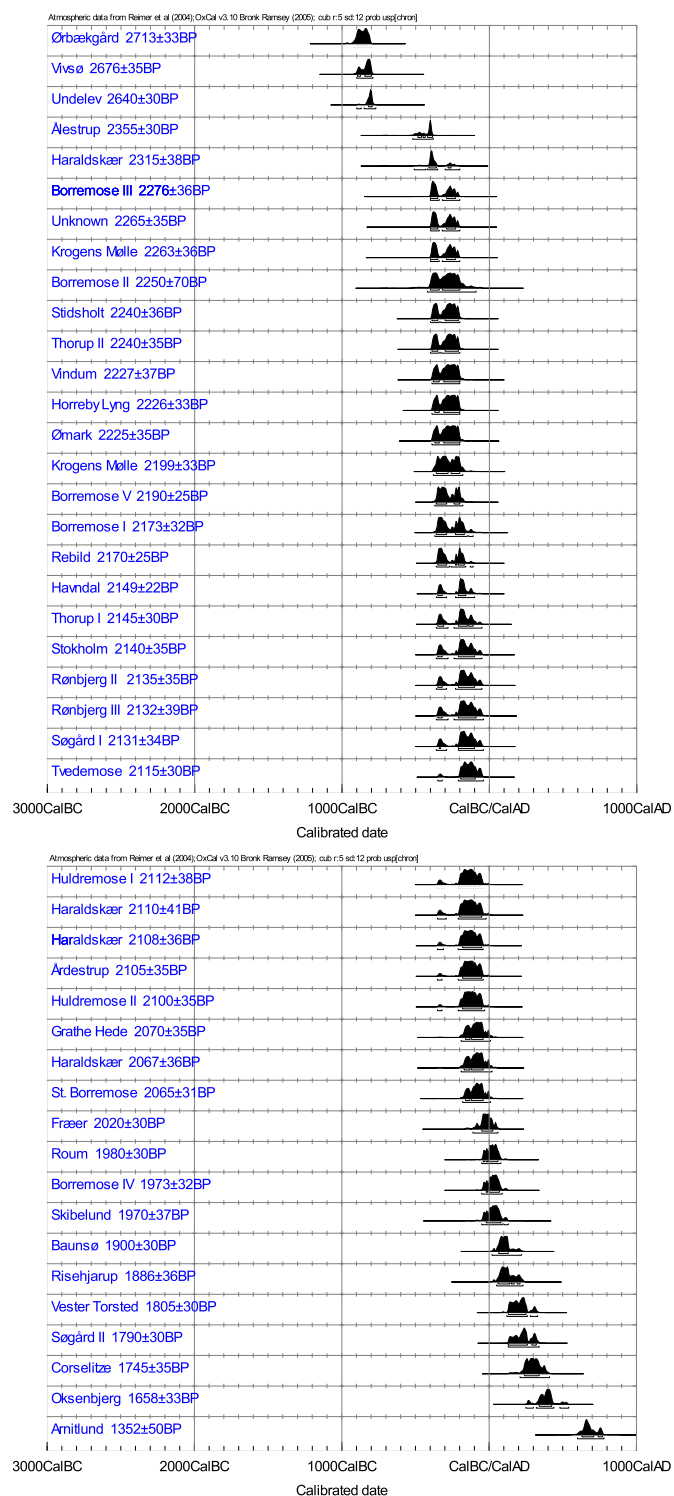 Atmospheric data from Reimer et al (2004);OxCal v3.10 Bronk Ramsey (2005); cub r:5 sd:12 prob usp[chron]
Ørbækgård 2713±33BP
Vivsø 2676±35BP
Undelev 2640±30BP
Ålestrup 2355±30BP
Haraldskær 2315±38BP
Borremose III 2276±36BP
Unknown 2265±35BP
Krogens Mølle 2263±36BP
Borremose II 2250±70BP
Stidsholt 2240±36BP
Thorup II 2240±35BP
Vindum 2227±37BP
Horreby Lyng 2226±33BP
Ømark 2225±35BP
Krogens Mølle 2199±33BP
Borremose V 2190±25BP
Borremose I 2173±32BP
Rebild 2170±25BP
Havndal 2149±22BP
Thorup I 2145±30BP
Stokholm 2140±35BP
Rønbjerg II 2135±35BP
Rønbjerg III 2132±39BP
Søgård I 2131±34BP
Tvedemose 2115±30BP
3000CalBC 2000CalBC 1000CalBC CalBC/CalAD 1000CalAD
Calibrated date
Atmospheric data from Reimer et al (2004);OxCal v3.10 Bronk Ramsey (2005); cub r:5 sd:12 prob usp[chron]
Huldremose I 2112±38BP
Haraldskær 2110±41BP
Haraldskær 2108±36BP
Årdestrup 2105±35BP
Huldremose II 2100±35BP
Grathe Hede 2070±35BP
Haraldskær 2067±36BP
St. Borremose 2065±31BP
Fræer 2020±30BP
Roum 1980±30BP
Borremose IV 1973±32BP
Skibelund 1970±37BP
Baunsø 1900±30BP
Risehjarup 1886±36BP
Vester Torsted 1805±30BP
Søgård II 1790±30BP
Corselitze 1745±35BP
Oksenbjerg 1658±33BP
Arnitlund 1352±50BP
3000CalBC 2000CalBC 1000CalBC CalBC/CalAD 1000CalAD
Calibrated date